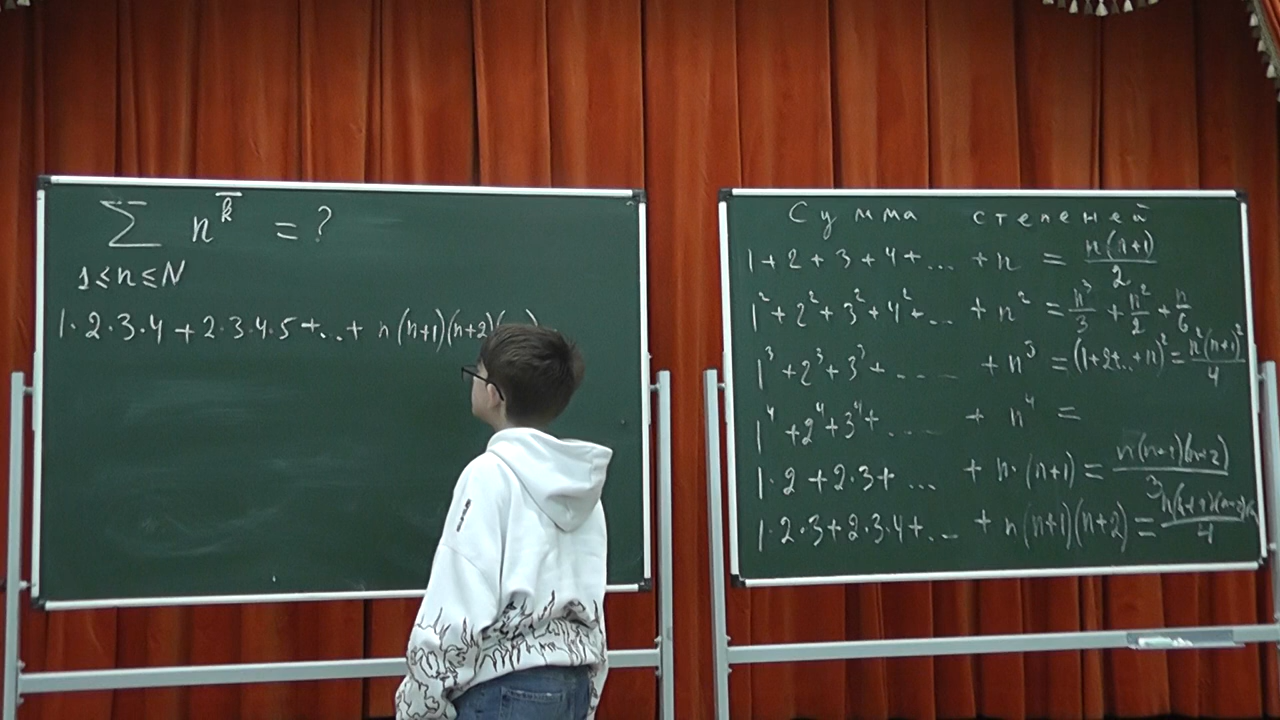 ∑ n^k̅ = ?
1≤n≤N
1·2·3·4+2·3·4·5+...+ n(n+1)(n+2)(
Сумма степеней
1+2+3+4+... +n = n(n+1)/2
1²+2²+3²+4²+... +n² = n³/3 + n²/2 + n/6
1³+2³+3³+.... +n³ = (1+2+..+n)² = n²(n+1)²/4
1⁴+2⁴+3⁴+.... + n⁴ =
1·2+2·3+... + n·(n+1) = n(n+1)(n+2)/3
1·2·3+2·3·4+... + n(n+1)(n+2) = n(n+1)(n+2)(/4